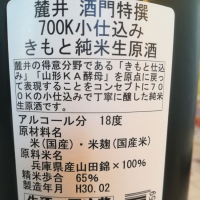 麓井 酒門特撰
700K小仕込み
きもと純米生原酒
麓井の得意分野である「きもと仕込
み」「山形KA酵母」を原点に戻っ
て表現することをコンセプトに70
0Kの小仕込みで丁寧に醸した純米
生原酒です。
アルコール分 18度
原材料名
米(国産)・米麹(国産米)
原料米名
兵庫県産山田錦×100%
精米歩合 65%
製造年月 H30.02